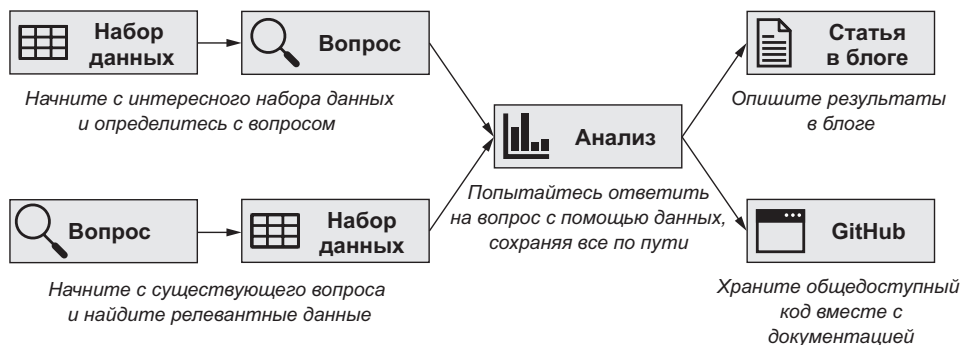 Набор
данных
Вопрос
Начните с интересного набора данных
и определитесь с вопросом
Вопрос
Набор
данных
Начните с существующего вопроса
и найдите релевантные данные
Анализ
Попытайтесь ответить
на вопрос с помощью данных,
сохраняя все по пути
Статья
в блоге
Опишите результаты
в блоге
GitHub
Храните общедоступный
код вместе с
документацией